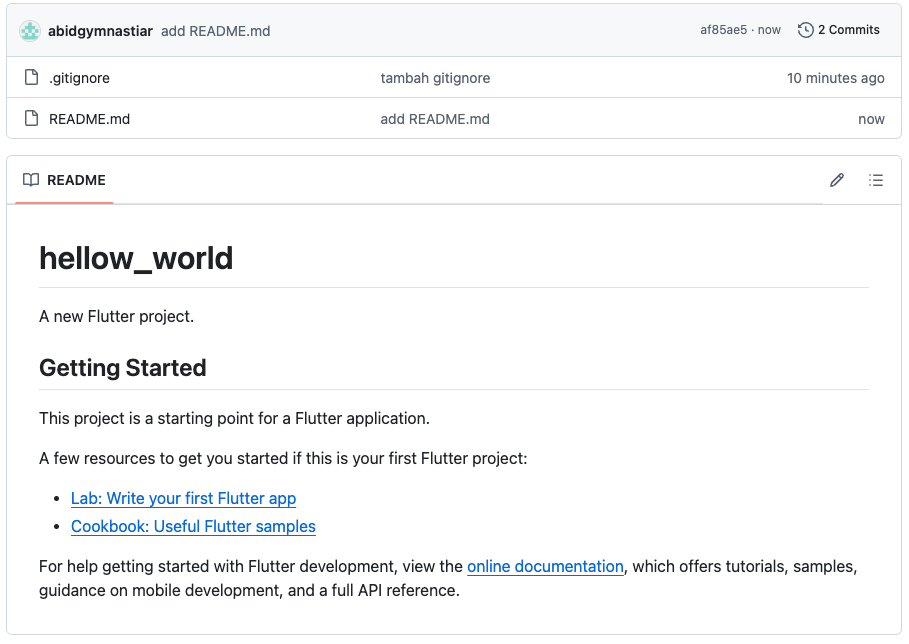 abidgymnastiar add README.md af85ae5 · now 2 Commits
.gitignore tambah gitignore 10 minutes ago
README.md add README.md now
README
hellow_world
A new Flutter project.
Getting Started
This project is a starting point for a Flutter application.
A few resources to get you started if this is your first Flutter project:
• Lab: Write your first Flutter app
• Cookbook: Useful Flutter samples
For help getting started with Flutter development, view the online documentation, which offers tutorials, samples,
guidance on mobile development, and a full API reference.